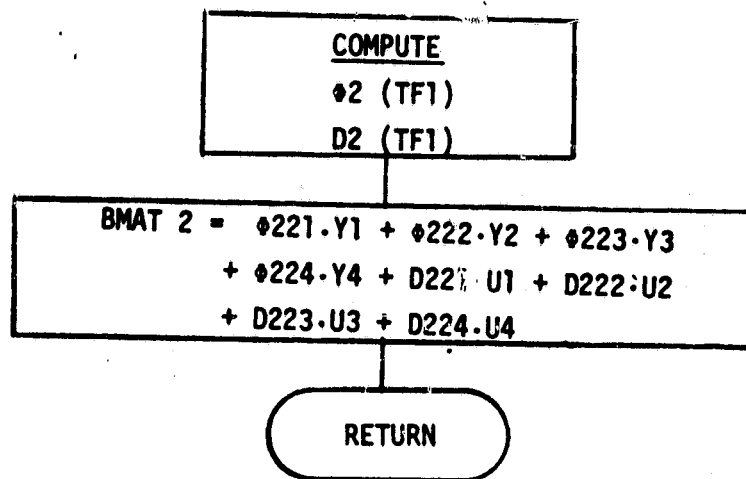 COMPUTE
Φ2 (TF1)
D2 (TF1)
BMAT 2 = Φ221.Y1 + Φ222.Y2 + Φ223.Y3
+ Φ224.Y4 + D221.U1 + D222.U2
+ D223.U3 + D224.U4
RETURN